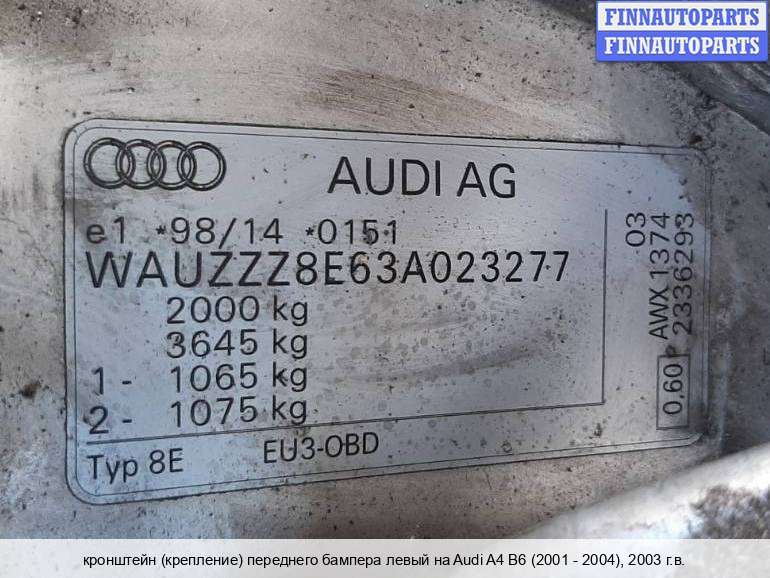 FINNAUTOPARTS
FINNAUTOPARTS
AUDI AG
e1 *98/14 *0151
WAUZZZ8E63A023277
2000 kg
3645 kg
1 - 1065 kg
2 - 1075 kg
Typ 8E EU3-OBD
03
AWX 1374
2336293
0,60
кронштейн (крепление) переднего бампера левый на Audi A4 B6 (2001 - 2004), 2003 г.в.